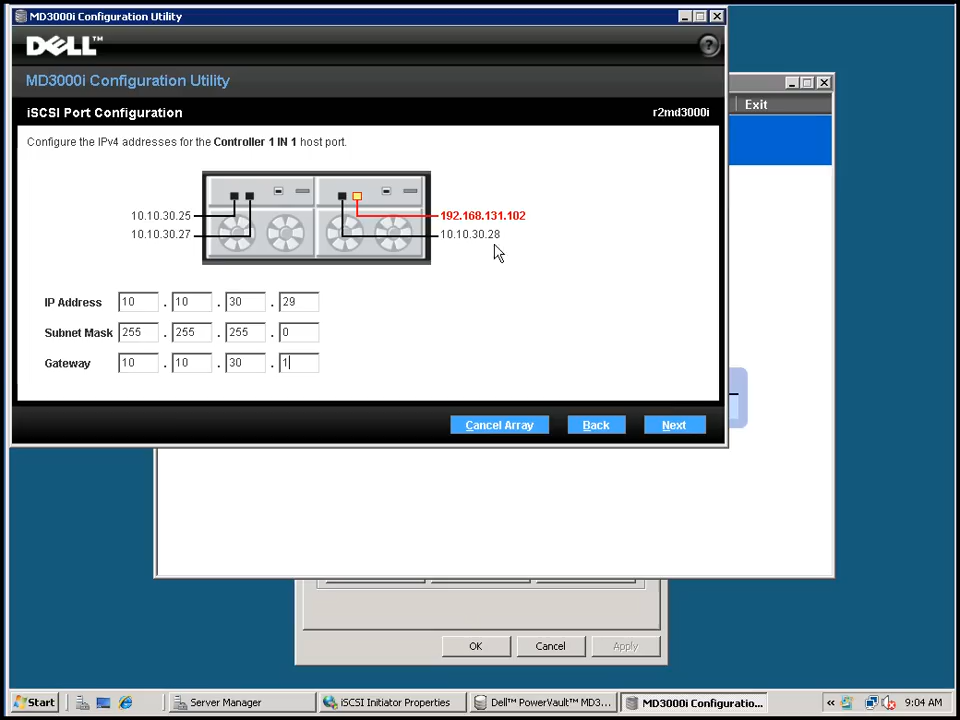 MD3000i Configuration Utility
DELL™
?
MD3000i Configuration Utility
Exit
iSCSI Port Configuration
r2md3000i
Configure the IPv4 addresses for the Controller 1 IN 1 host port.
10.10.30.25
192.168.131.102
10.10.30.27
10.10.30.28
IP Address 10 . 10 . 30 . 29
Subnet Mask 255 . 255 . 255 . 0
Gateway 10 . 10 . 30 . 1
Cancel Array Back Next
OK Cancel Apply
Start Server Manager iSCSI Initiator Properties Dell™ PowerVault™ MD3... MD3000i Configuratio... « 9:04 AM